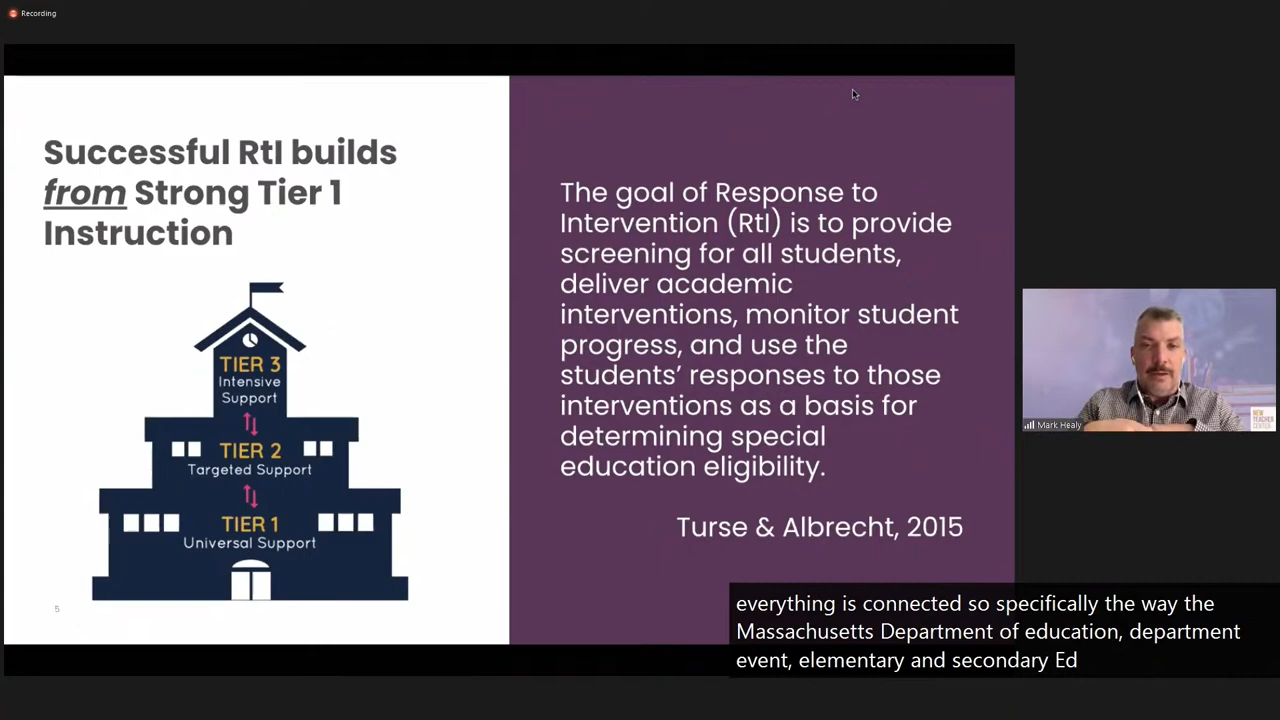 Recording
Successful RtI builds
from Strong Tier 1
Instruction
TIER 3
Intensive
Support
TIER 2
Targeted Support
TIER 1
Universal Support
5
The goal of Response to
Intervention (RtI) is to provide
screening for all students,
deliver academic
interventions, monitor student
progress, and use the
students’ responses to those
interventions as a basis for
determining special
education eligibility.
Turse & Albrecht, 2015
Mark Healy
NEW
TEACHER
CENTER
everything is connected so specifically the way the
Massachusetts Department of education, department
event, elementary and secondary Ed